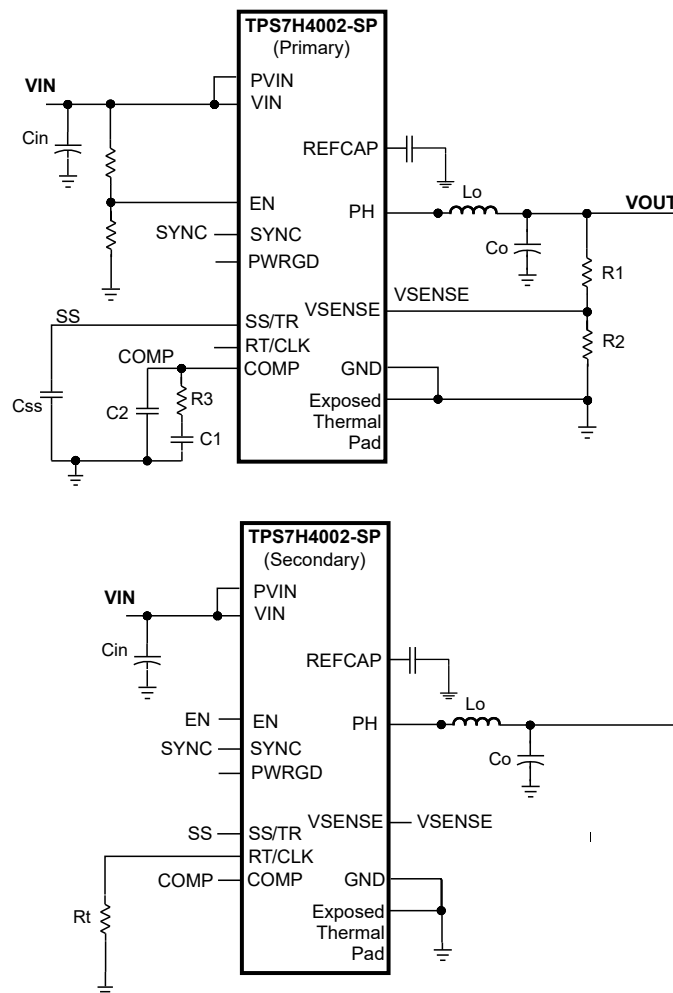 TPS7H4002-SP
(Primary)
VIN
PVIN
VIN
Cin
REFCAP
Lo
EN
PH
VOUT
SYNC
SYNC
Co
PWRGD
R1
VSENSE
VSENSE
SS
SS/TR
RT/CLK
R2
COMP
COMP
GND
R3
Css
C2
Exposed
Thermal
Pad
C1
TPS7H4002-SP
(Secondary)
VIN
PVIN
VIN
Cin
REFCAP
Lo
EN
EN
PH
SYNC
SYNC
Co
PWRGD
VSENSE
VSENSE
SS
SS/TR
RT/CLK
COMP
COMP
GND
Rt
Exposed
Thermal
Pad